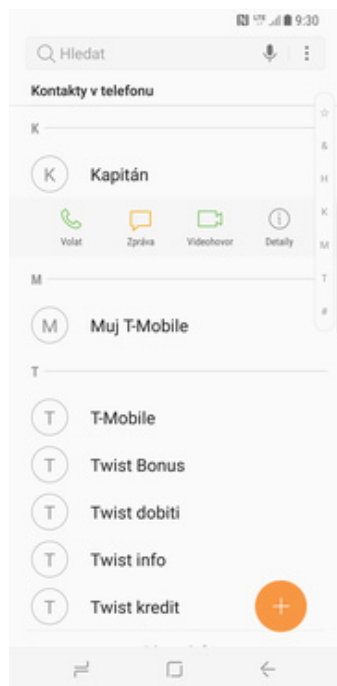 9:30
Hledat
Kontakty v telefonu
☆
K
&
K Kapitán
H
K
Volat Zpráva Videohovor Detaily
M
M
T
M Muj T-Mobile
#
T
T T-Mobile
T Twist Bonus
T Twist dobiti
T Twist info
T Twist kredit